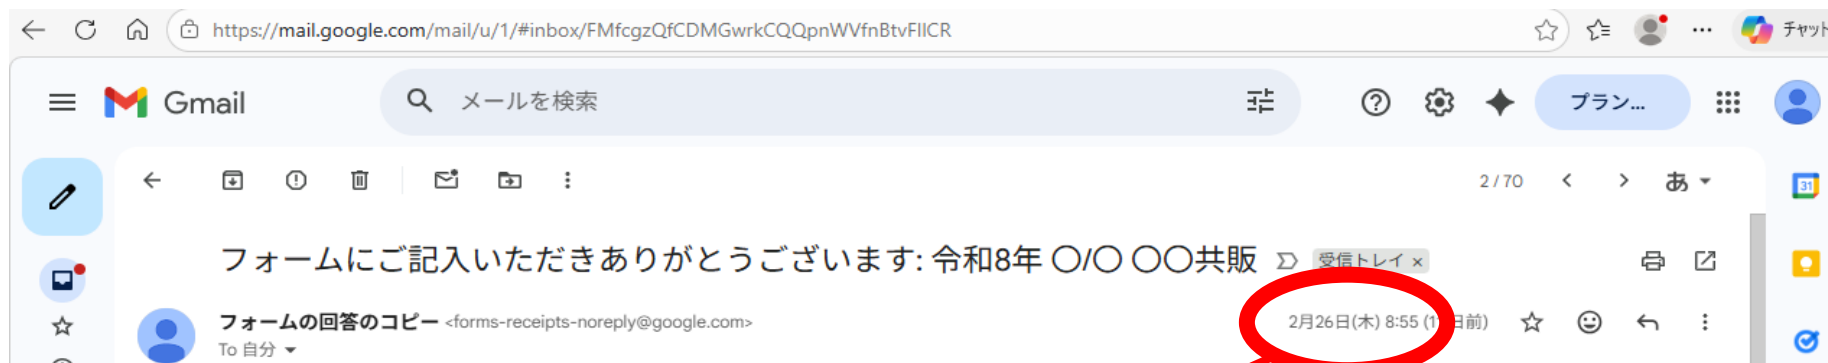 https://mail.google.com/mail/u/1/#inbox/FMfcgzQfCDMGwrkCQQpnWVfnBtvFllCR
チャット
Gmail
メールを検索
プラン...
2 / 70
あ
31
フォームにご記入いただきありがとうございます: 令和8年 〇/〇 〇〇共販
受信トレイ ×
フォームの回答のコピー <forms-receipts-noreply@google.com>
2月26日(木) 8:55
日前)
To 自分